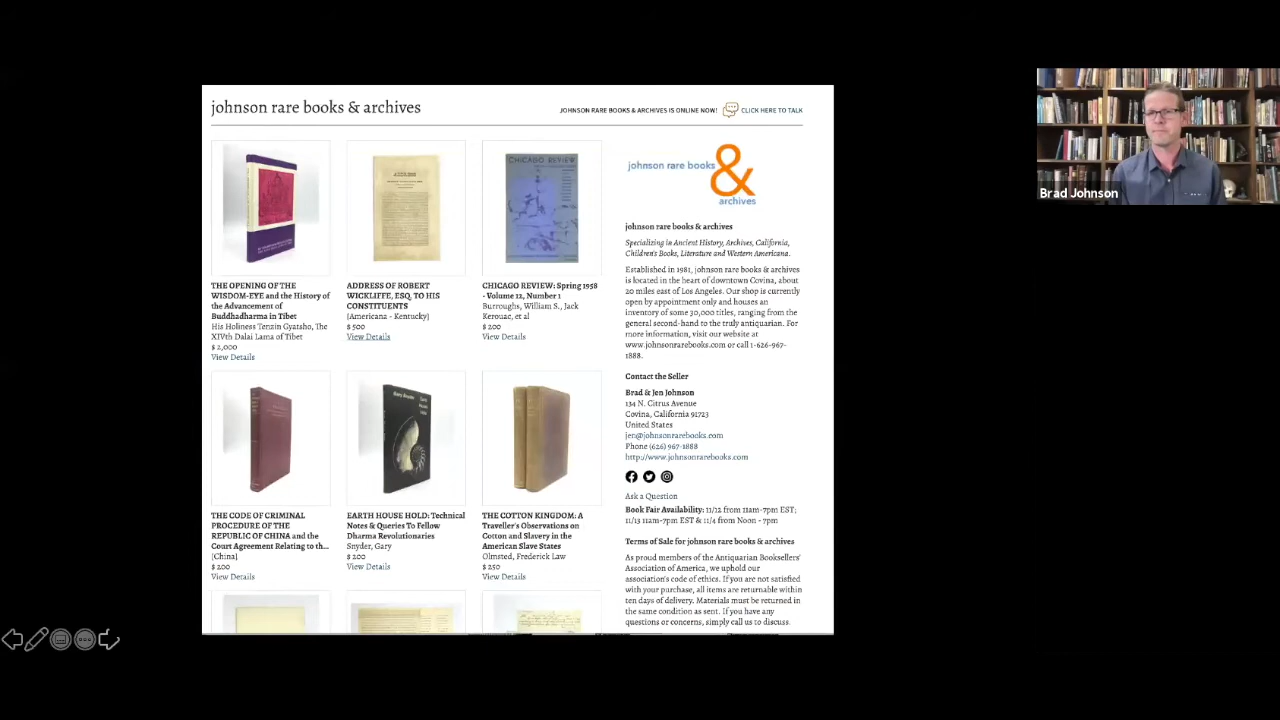 johnson rare books & archives
JOHNSON RARE BOOKS & ARCHIVES IS ONLINE NOW!
CLICK HERE TO TALK
THE OPENING OF THE
WISDOM-EYE and the History of
the Advancement of
Buddhadharma in Tibet
His Holiness Tenzin Gyatsho, The
XIVth Dalai Lama of Tibet
$ 2,000
View Details
ADDRESS OF ROBERT
WICKLIFFE, ESQ. TO HIS
CONSTITUENTS
[Americana - Kentucky]
$ 500
View Details
CHICAGO REVIEW
CHICAGO REVIEW: Spring 1958
- Volume 12, Number 1
Burroughs, William S., Jack
Kerouac, et al
$ 200
View Details
THE CODE OF CRIMINAL
PROCEDURE OF THE
REPUBLIC OF CHINA and the
Court Agreement Relating to th...
[China]
$ 200
View Details
EARTH HOUSE HOLD: Technical
Notes & Queries To Fellow
Dharma Revolutionaries
Snyder, Gary
$ 200
View Details
THE COTTON KINGDOM: A
Traveller's Observations on
Cotton and Slavery in the
American Slave States
Olmsted, Frederick Law
$ 250
View Details
johnson rare books
&
archives
johnson rare books & archives
Specializing in Ancient History, Archives, California,
Children's Books, Literature and Western Americana.
Established in 1981, johnson rare books & archives
is located in the heart of downtown Covina, about
20 miles east of Los Angeles. Our shop is currently
open by appointment only and houses an
inventory of some 30,000 titles, ranging from the
general second-hand to the truly antiquarian. For
more information, visit our website at
www.johnsonrarebooks.com or call 1-626-967-
1888.
Contact the Seller
Brad & Jen Johnson
134 N. Citrus Avenue
Covina, California 91723
United States
jen@johnsonrarebooks.com
Phone (626) 967-1888
http://www.johnsonrarebooks.com
Ask a Question
Book Fair Availability: 11/12 from 11am-7pm EST;
11/13 11am-7pm EST & 11/4 from Noon - 7pm
Terms of Sale for johnson rare books & archives
As proud members of the Antiquarian Booksellers'
Association of America, we uphold our
association's code of ethics. If you are not satisfied
with your purchase, all items are returnable within
ten days of delivery. Materials must be returned in
the same condition as sent. If you have any
questions or concerns, simply call us to discuss.
Brad Johnson